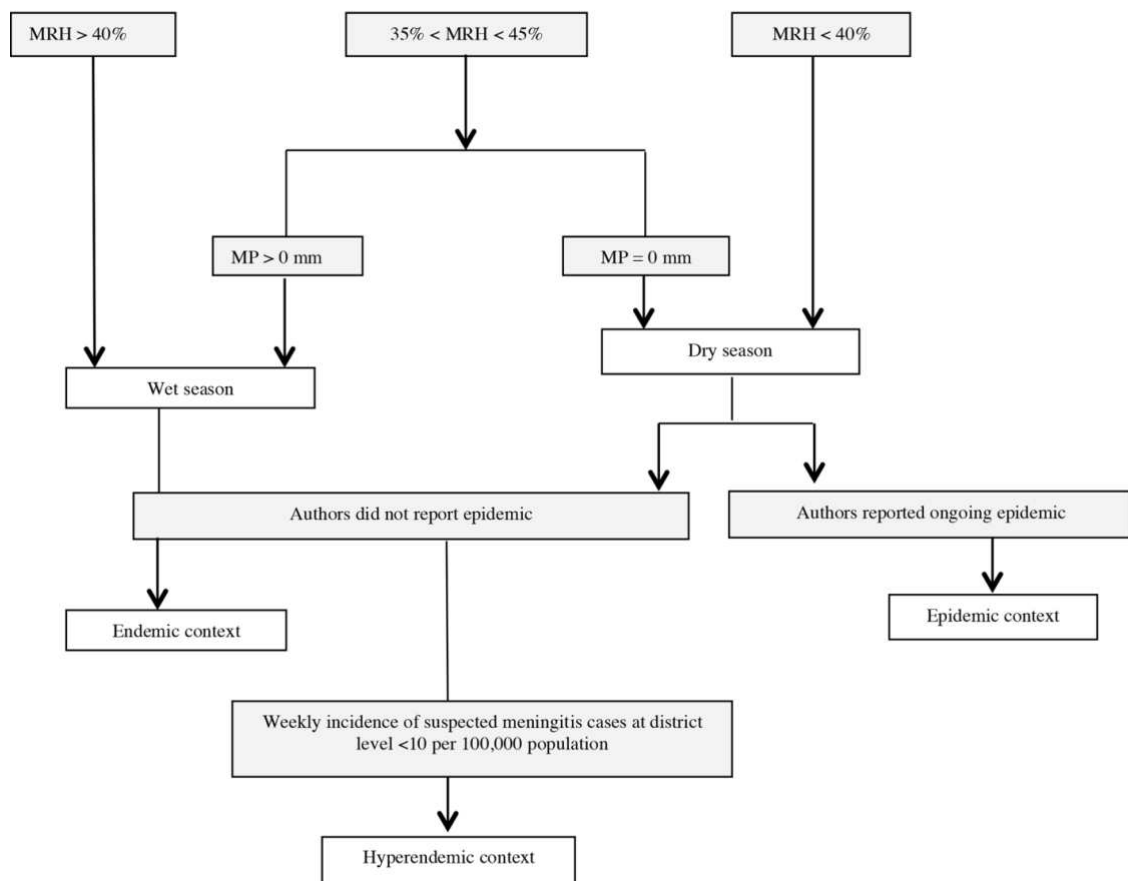 MRH > 40%
35% < MRH < 45%
MRH < 40%
MP > 0 mm
MP = 0 mm
Dry season
Wet season
Authors did not report epidemic
Authors reported ongoing epidemic
Endemic context
Epidemic context
Weekly incidence of suspected meningitis cases at district
level <10 per 100,000 population
Hyperendemic context